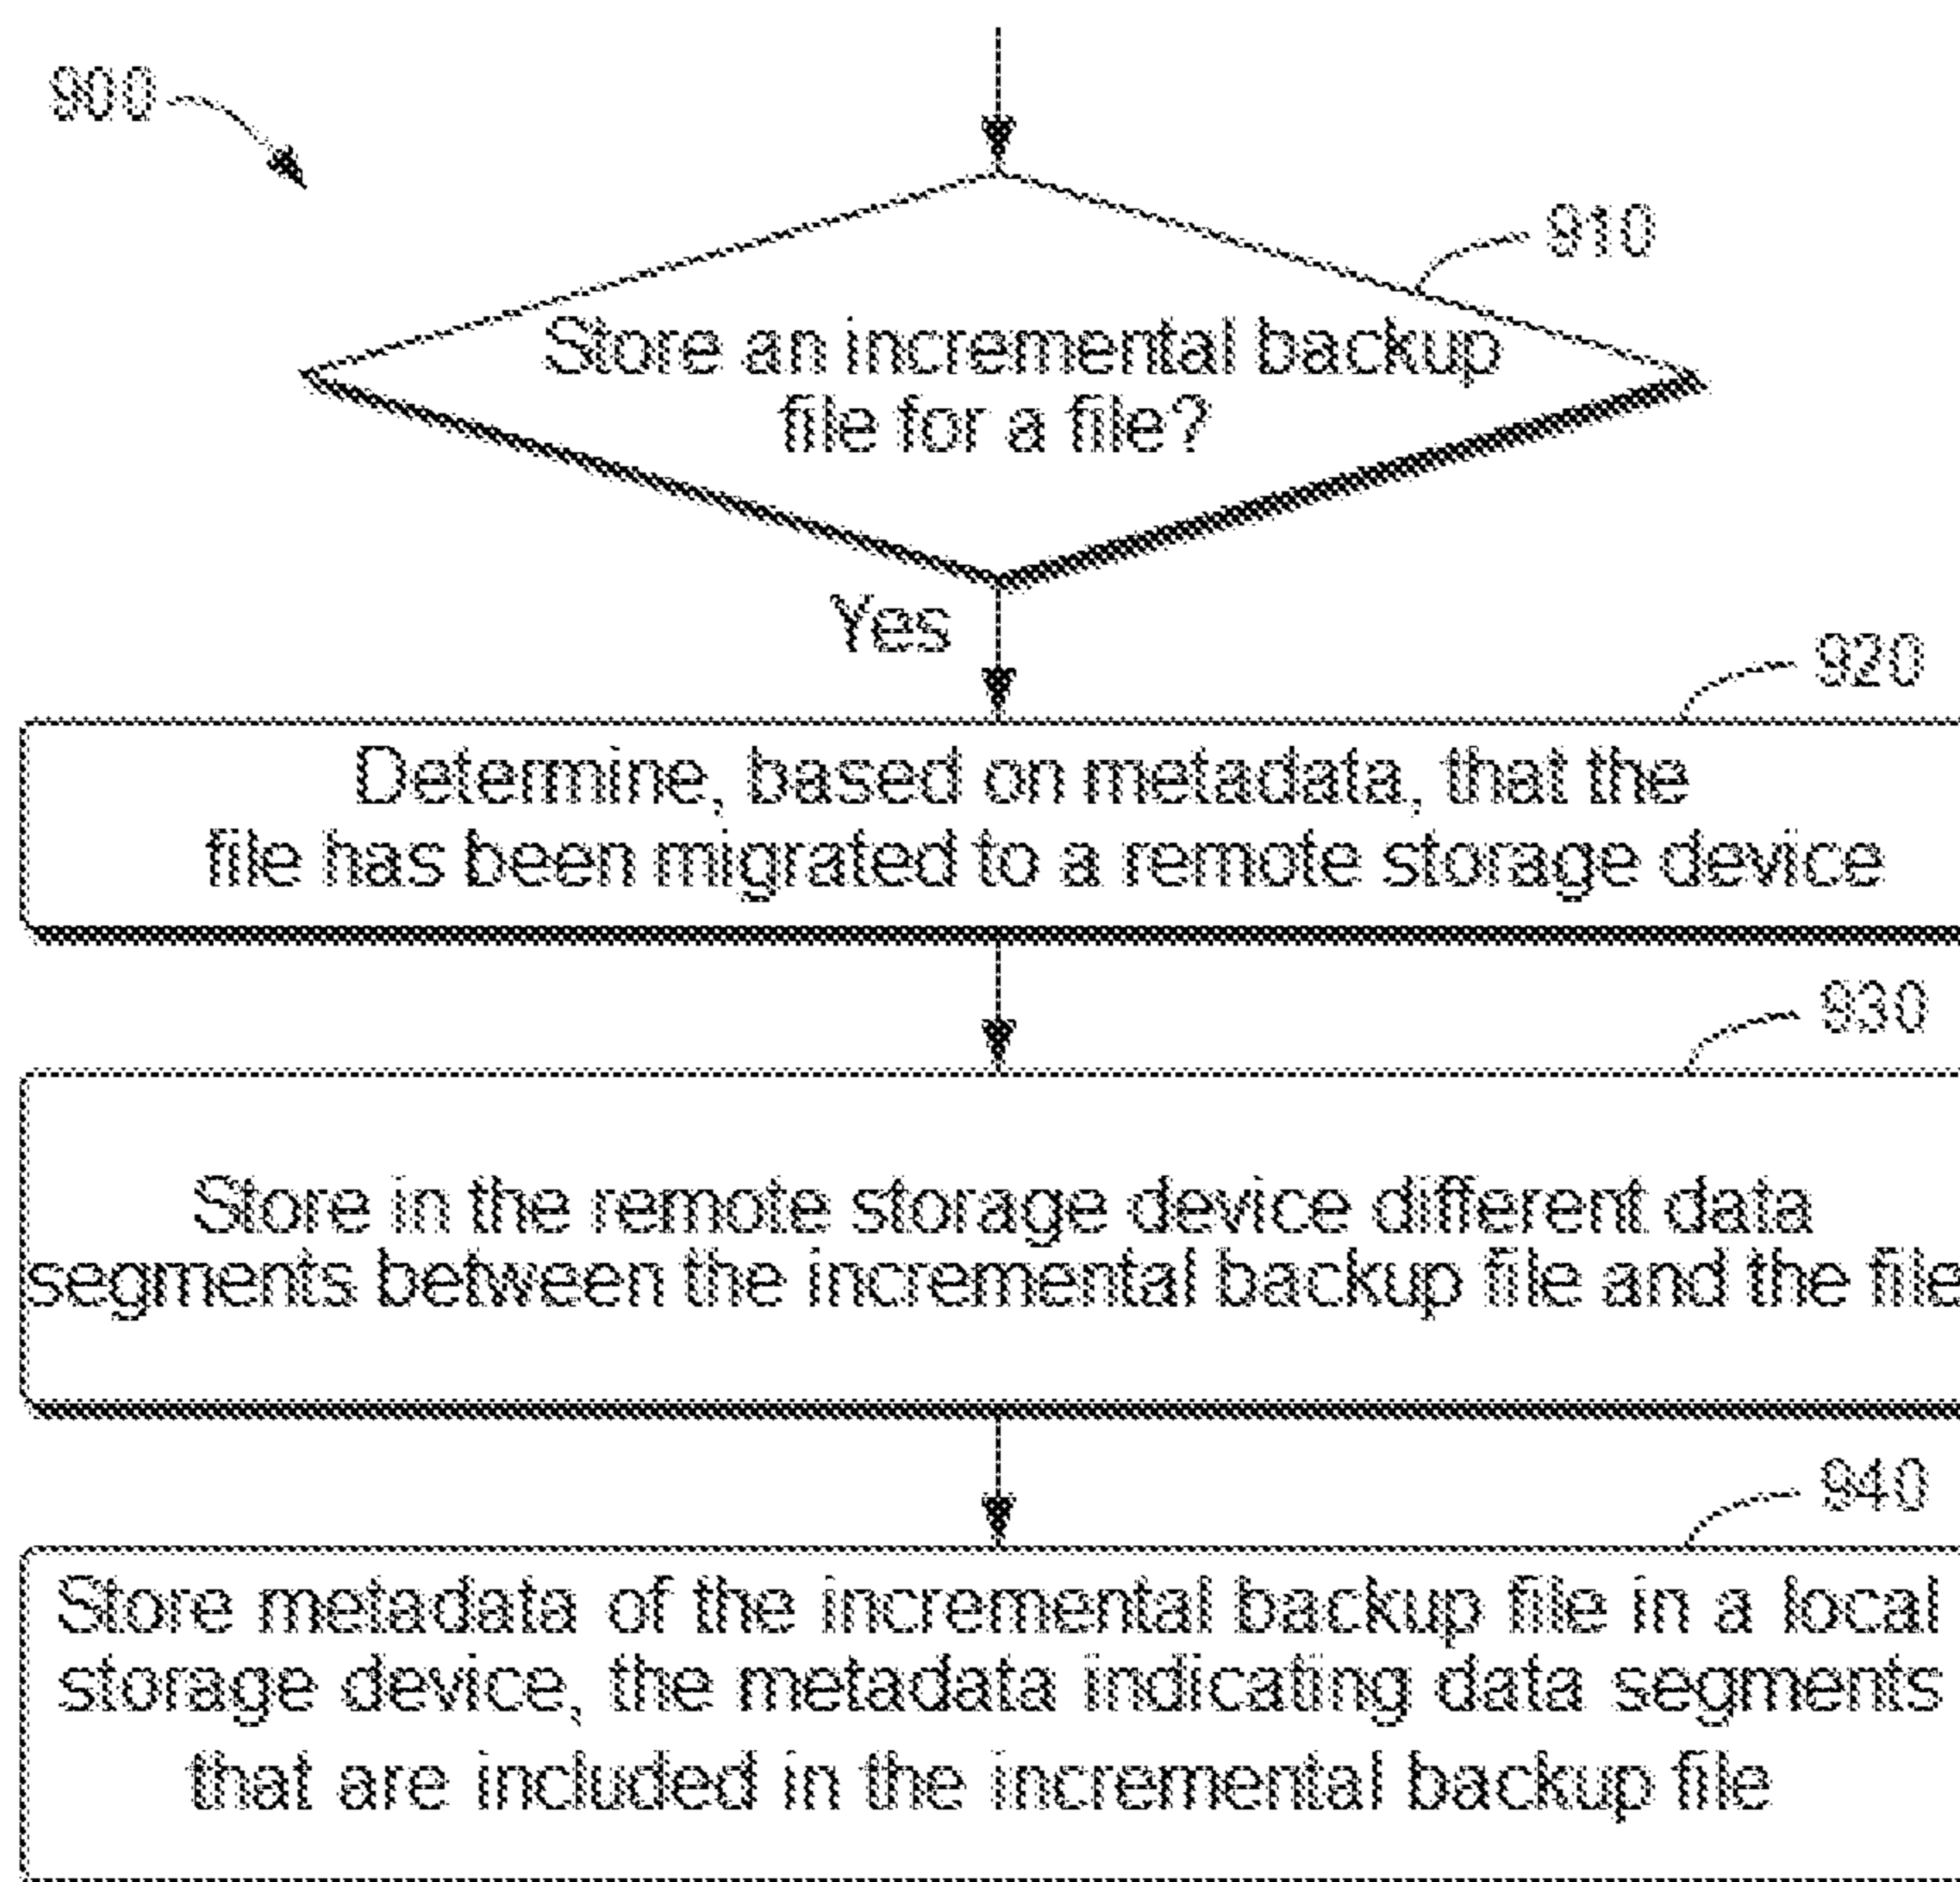 900
910
Store an incremental backup
file for a file?
Yes
920
Determine, based on metadata, that the
file has been migrated to a remote storage device
930
Store in the remote storage device different data
segments between the incremental backup file and the file
940
Store metadata of the incremental backup file in a local
storage device, the metadata indicating data segments
that are included in the incremental backup file